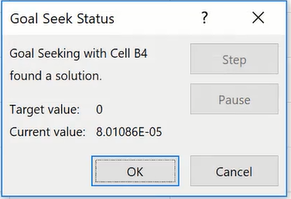 Goal Seek Status ? ×
Goal Seeking with Cell B4
found a solution.
Step
Pause
Target value: 0
Current value: 8.01086E-05
OK
Cancel